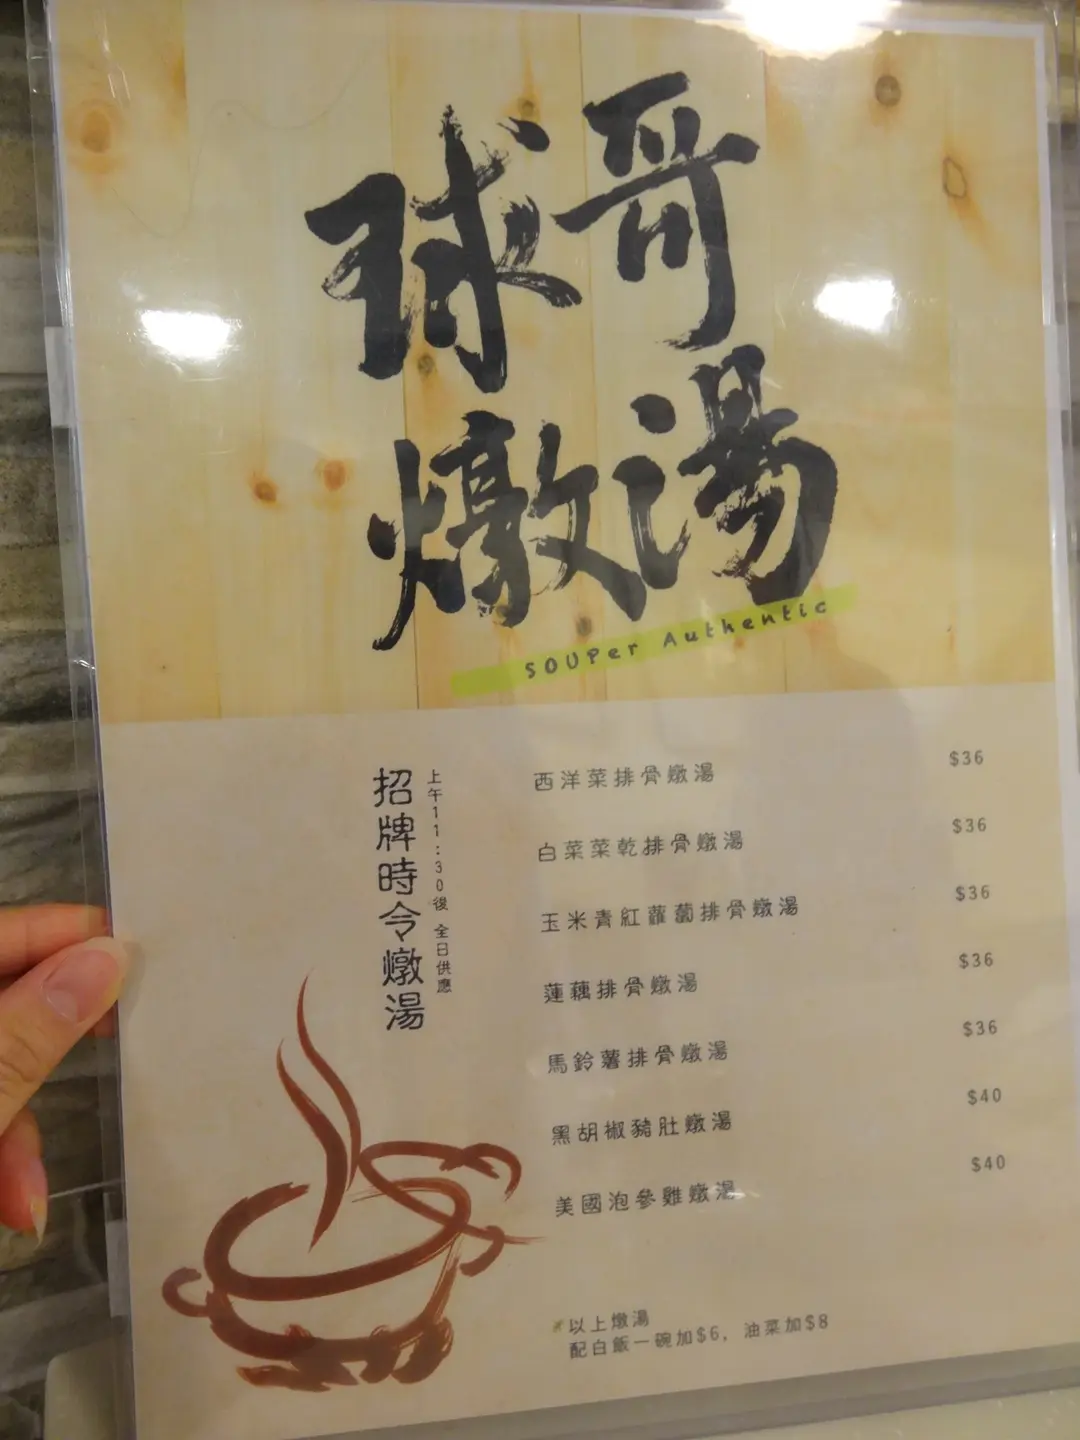 球哥
燉湯
SOUPer Authentic
上午11:30後 全日供應
招牌時令燉湯
西洋菜排骨燉湯 $36
白菜菜乾排骨燉湯 $36
玉米青紅蘿蔔排骨燉湯 $36
蓮藕排骨燉湯 $36
馬鈴薯排骨燉湯 $36
黑胡椒豬肚燉湯 $40
美國泡參雞燉湯 $40
*以上燉湯
配白飯一碗加$6, 油菜加$8